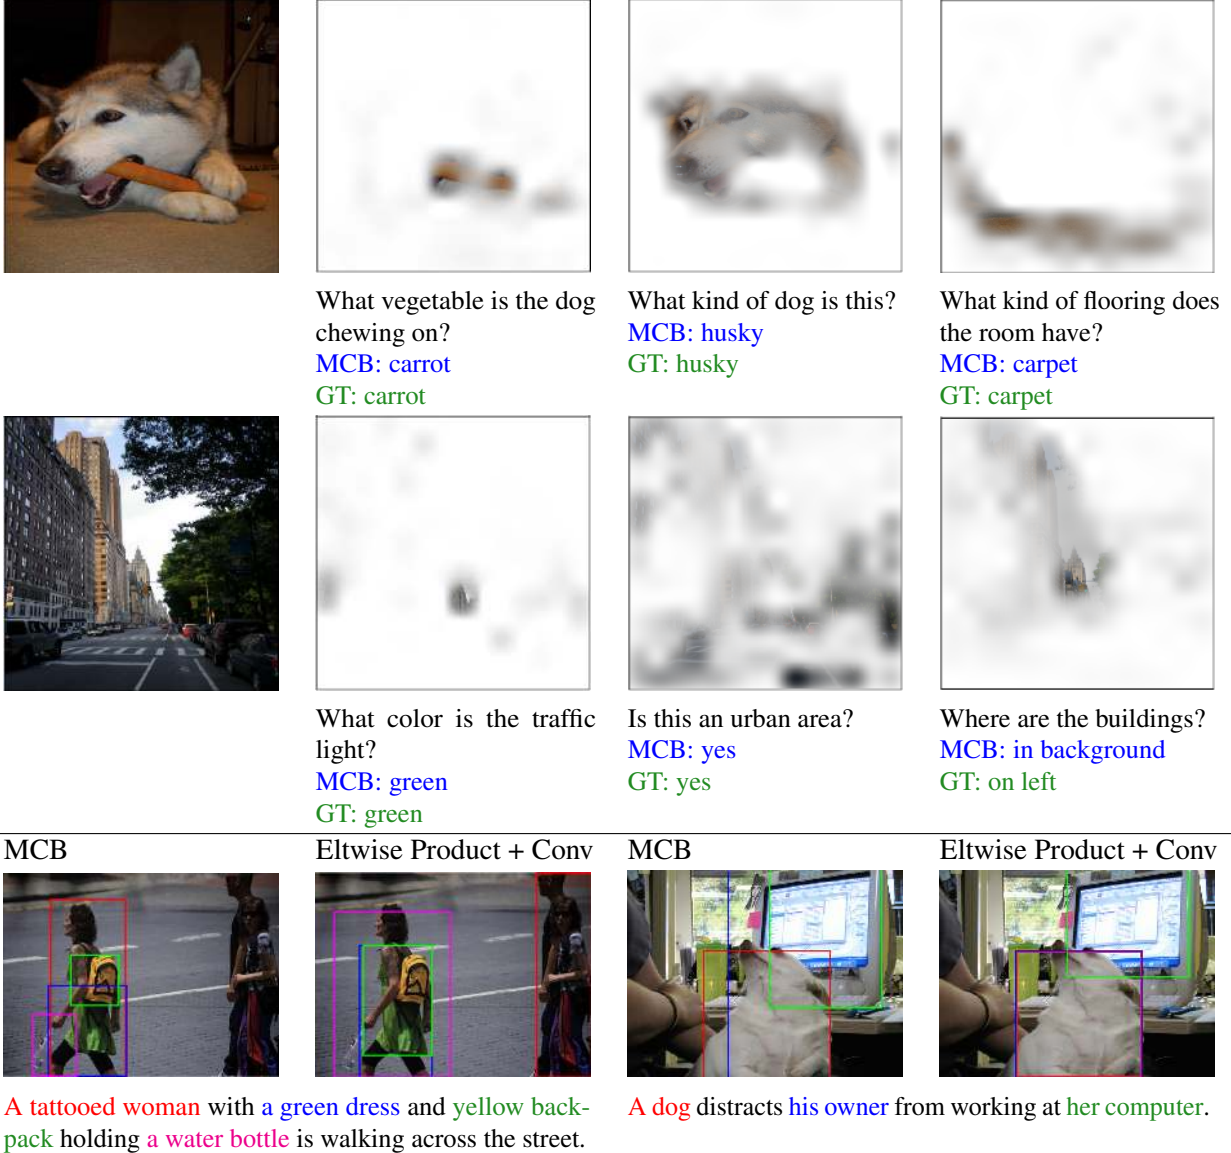 What vegetable is the dog
chewing on?
MCB: carrot
GT: carrot
What kind of dog is this?
MCB: husky
GT: husky
What kind of flooring does
the room have?
MCB: carpet
GT: carpet
What color is the traffic
light?
MCB: green
GT: green
Is this an urban area?
MCB: yes
GT: yes
Where are the buildings?
MCB: in background
GT: on left
MCB
Eltwise Product + Conv
MCB
Eltwise Product + Conv
A tattooed woman with a green dress and yellow back-
pack holding a water bottle is walking across the street.
A dog distracts his owner from working at her computer.